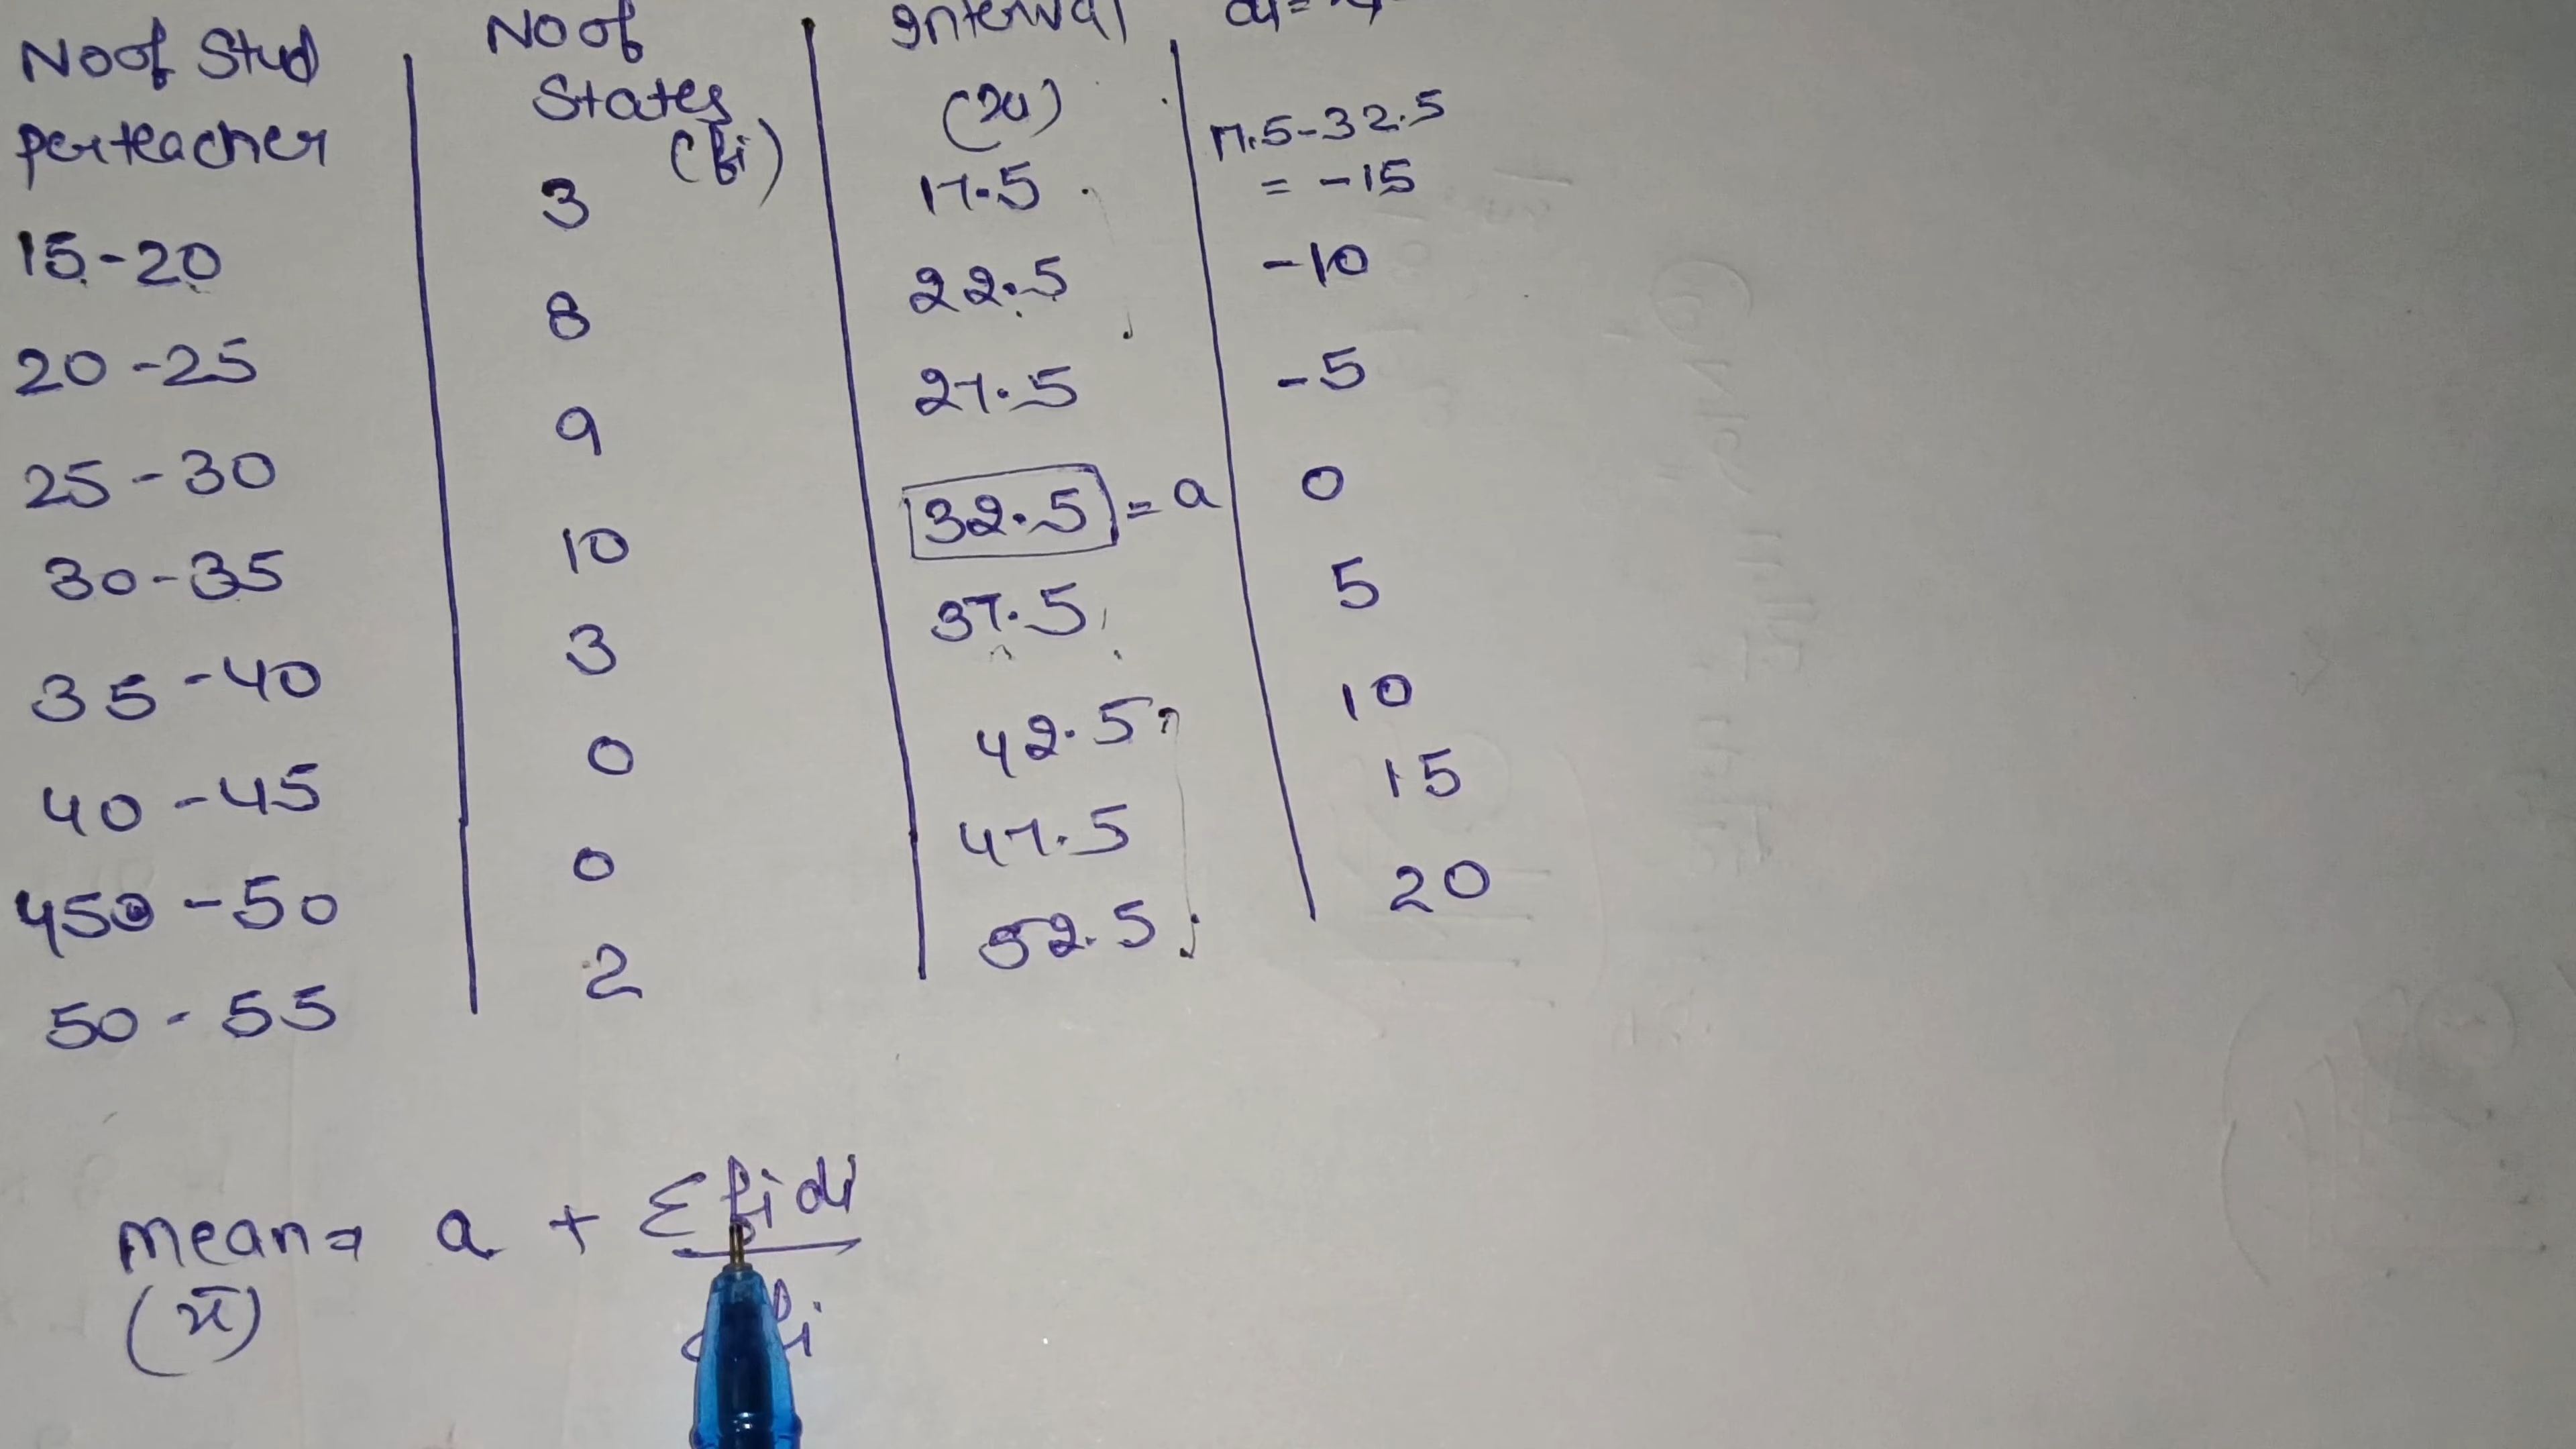 No of Stud
per teacher
15-20
20-25
25-30
30-35
35-40
40-45
450-50
50-55
No of
States
(fi)
3
8
9
10
3
0
0
2
Interval
(xi)
17.5
22.5
27.5
32.5 = a
37.5
42.5
47.5
52.5
17.5-32.5
= -15
-10
-5
0
5
10
15
20
mean = a + Σfidi
Σfi
(x̄)